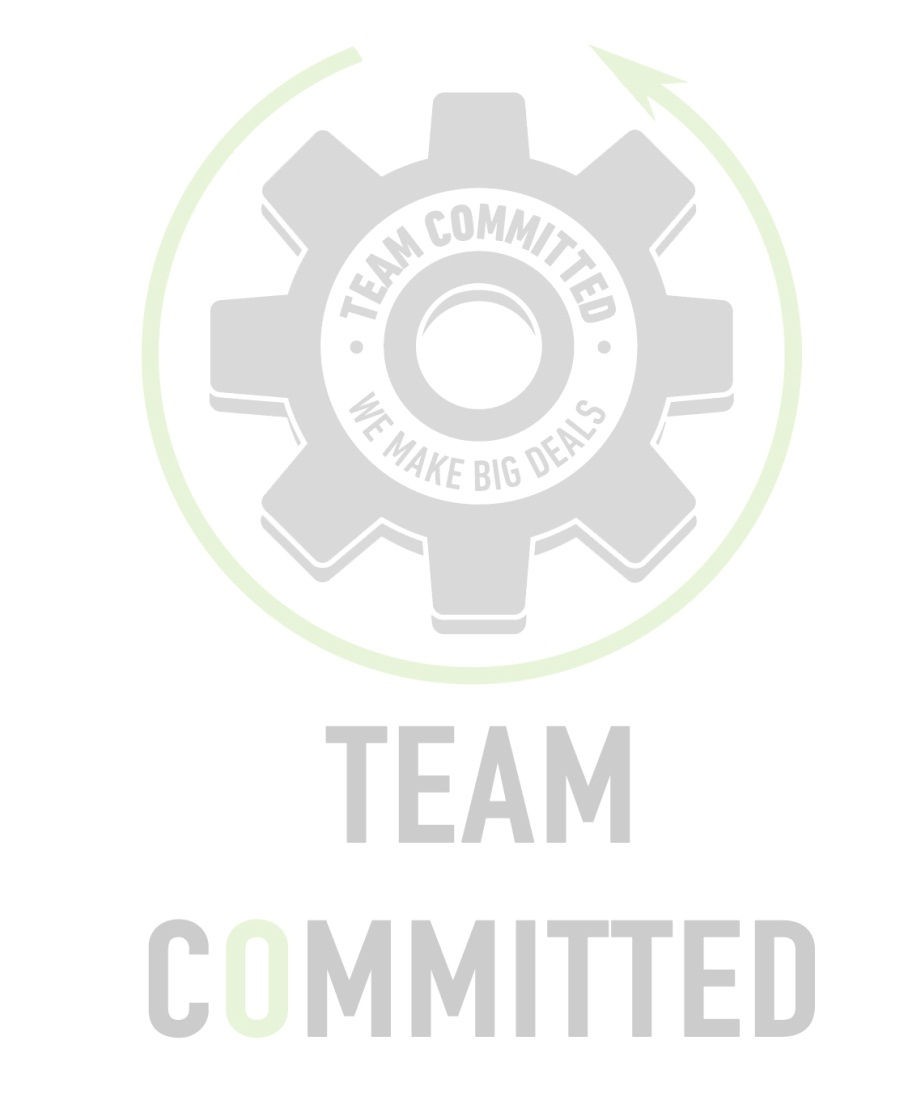 TEAM COMMITTED
WE MAKE BIG DEALS
TEAM
COMMITTED